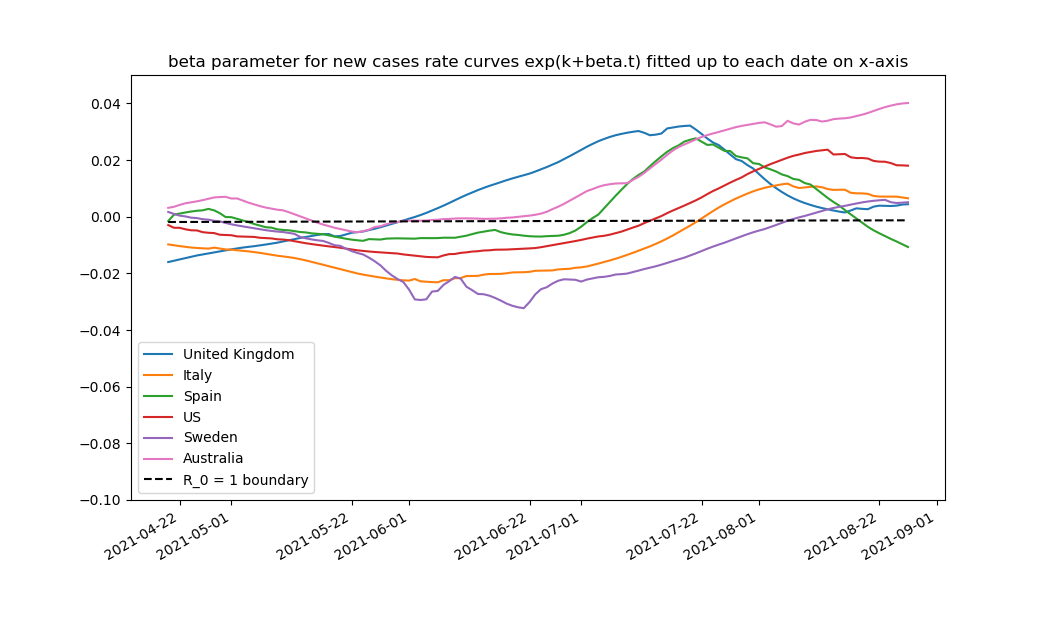 beta parameter for new cases rate curves exp(k+beta.t) fitted up to each date on x-axis
0.04
0.02
0.00
−0.02
−0.04
−0.06
−0.08
−0.10
United Kingdom
Italy
Spain
US
Sweden
Australia
R_0 = 1 boundary
2021-04-22
2021-05-01
2021-05-22
2021-06-01
2021-06-22
2021-07-01
2021-07-22
2021-08-01
2021-08-22
2021-09-01